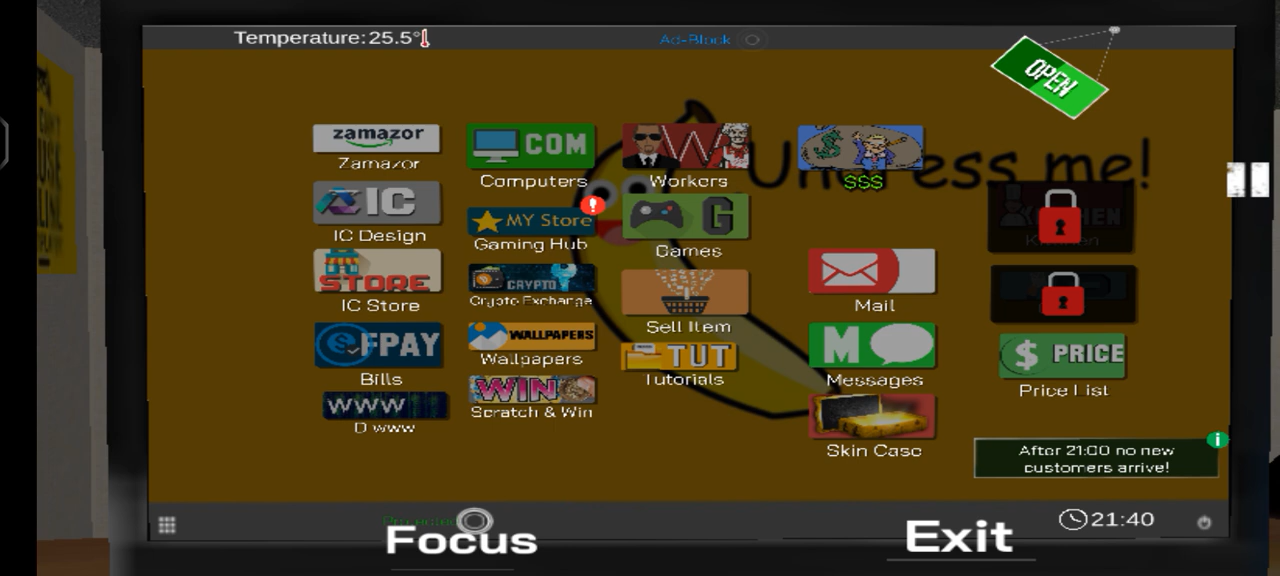 Temperature: 25.5°
Ad-Block
OPEN
zamazor
Zamazor
COM
Computers
W
Workers
$$$
Undress me!
IC
IC Design
MY Store
Gaming Hub
G
Games
STORE
IC Store
CRYPTO
Crypto Exchange
Sell Item
Mail
Kitchen
FPAY
Bills
WALLPAPERS
Wallpapers
TUT
Tutorials
M
Messages
$ PRICE
Price List
WWW
D www
WIN
Scratch & Win
Skin Case
After 21:00 no new
customers arrive!
21:40
Focus
Exit